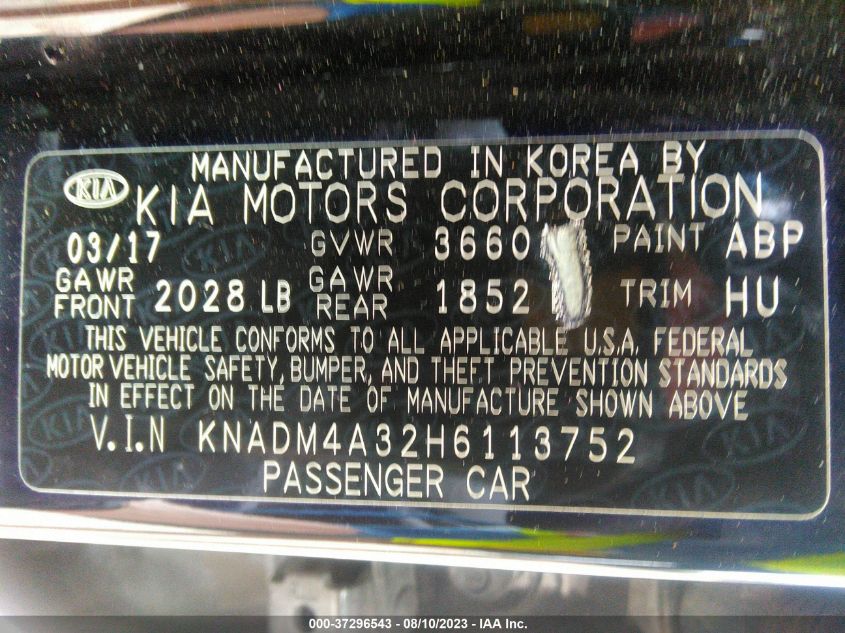 MANUFACTURED IN KOREA BY
KIA KIA MOTORS CORPORATION
03/17 GVWR 3660 PAINT ABP
GAWR FRONT 2028 LB GAWR REAR 1852 TRIM HU
THIS VEHICLE CONFORMS TO ALL APPLICABLE U.S.A. FEDERAL
MOTOR VEHICLE SAFETY, BUMPER, AND THEFT PREVENTION STANDARDS
IN EFFECT ON THE DATE OF MANUFACTURE SHOWN ABOVE
V.I.N KNADM4A32H6113752
PASSENGER CAR
000-37296543 - 08/10/2023 - IAA Inc.